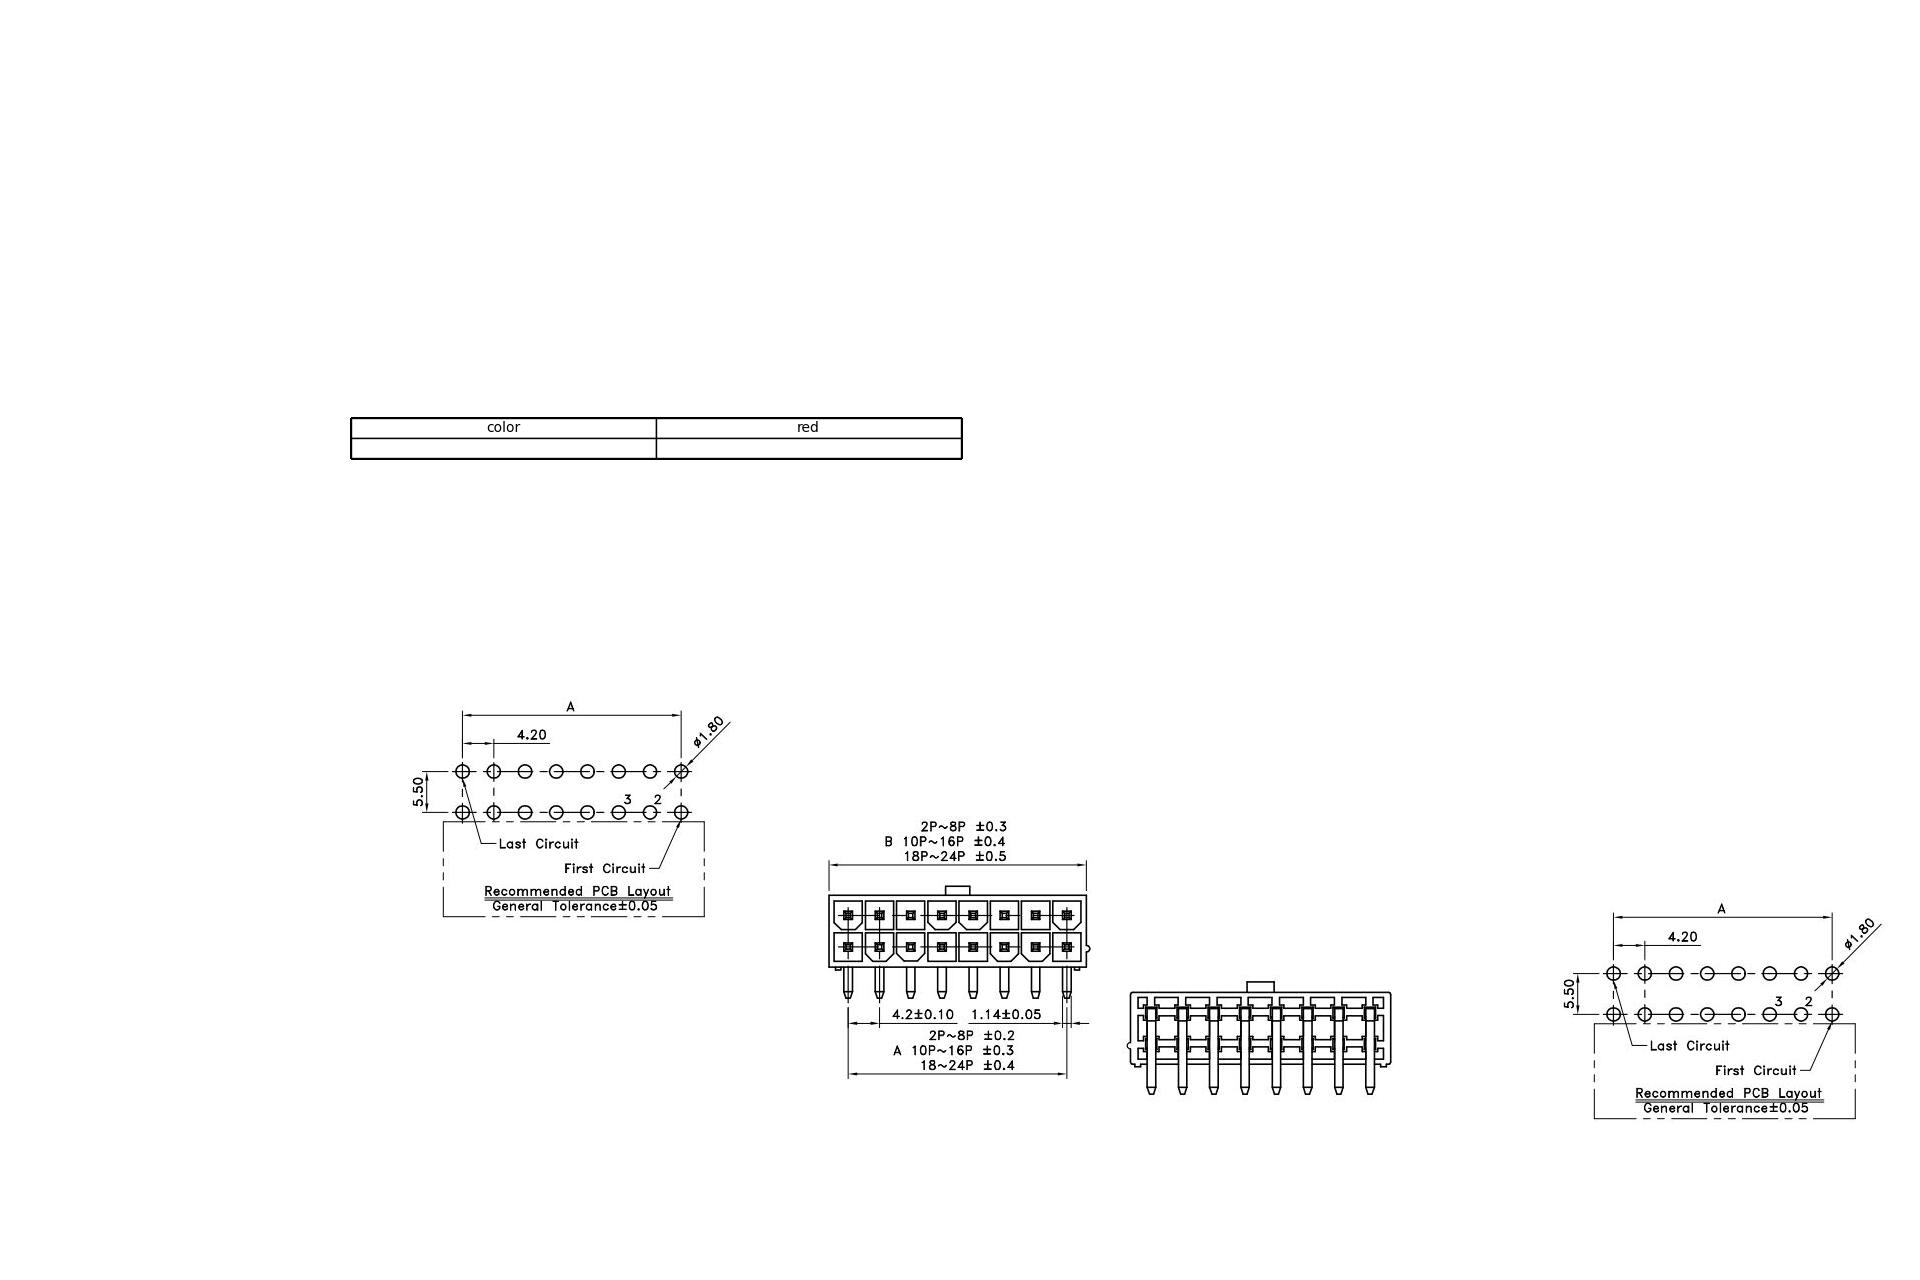 color red
A
4.20
ø1.80
5.50
3 2
Last Circuit
First Circuit
Recommended PCB Layout
General Tolerance±0.05
2P~8P ±0.3
B 10P~16P ±0.4
18P~24P ±0.5
4.2±0.10 1.14±0.05
2P~8P ±0.2
A 10P~16P ±0.3
18~24P ±0.4
A
4.20
ø1.80
5.50
3 2
Last Circuit
First Circuit
Recommended PCB Layout
General Tolerance±0.05